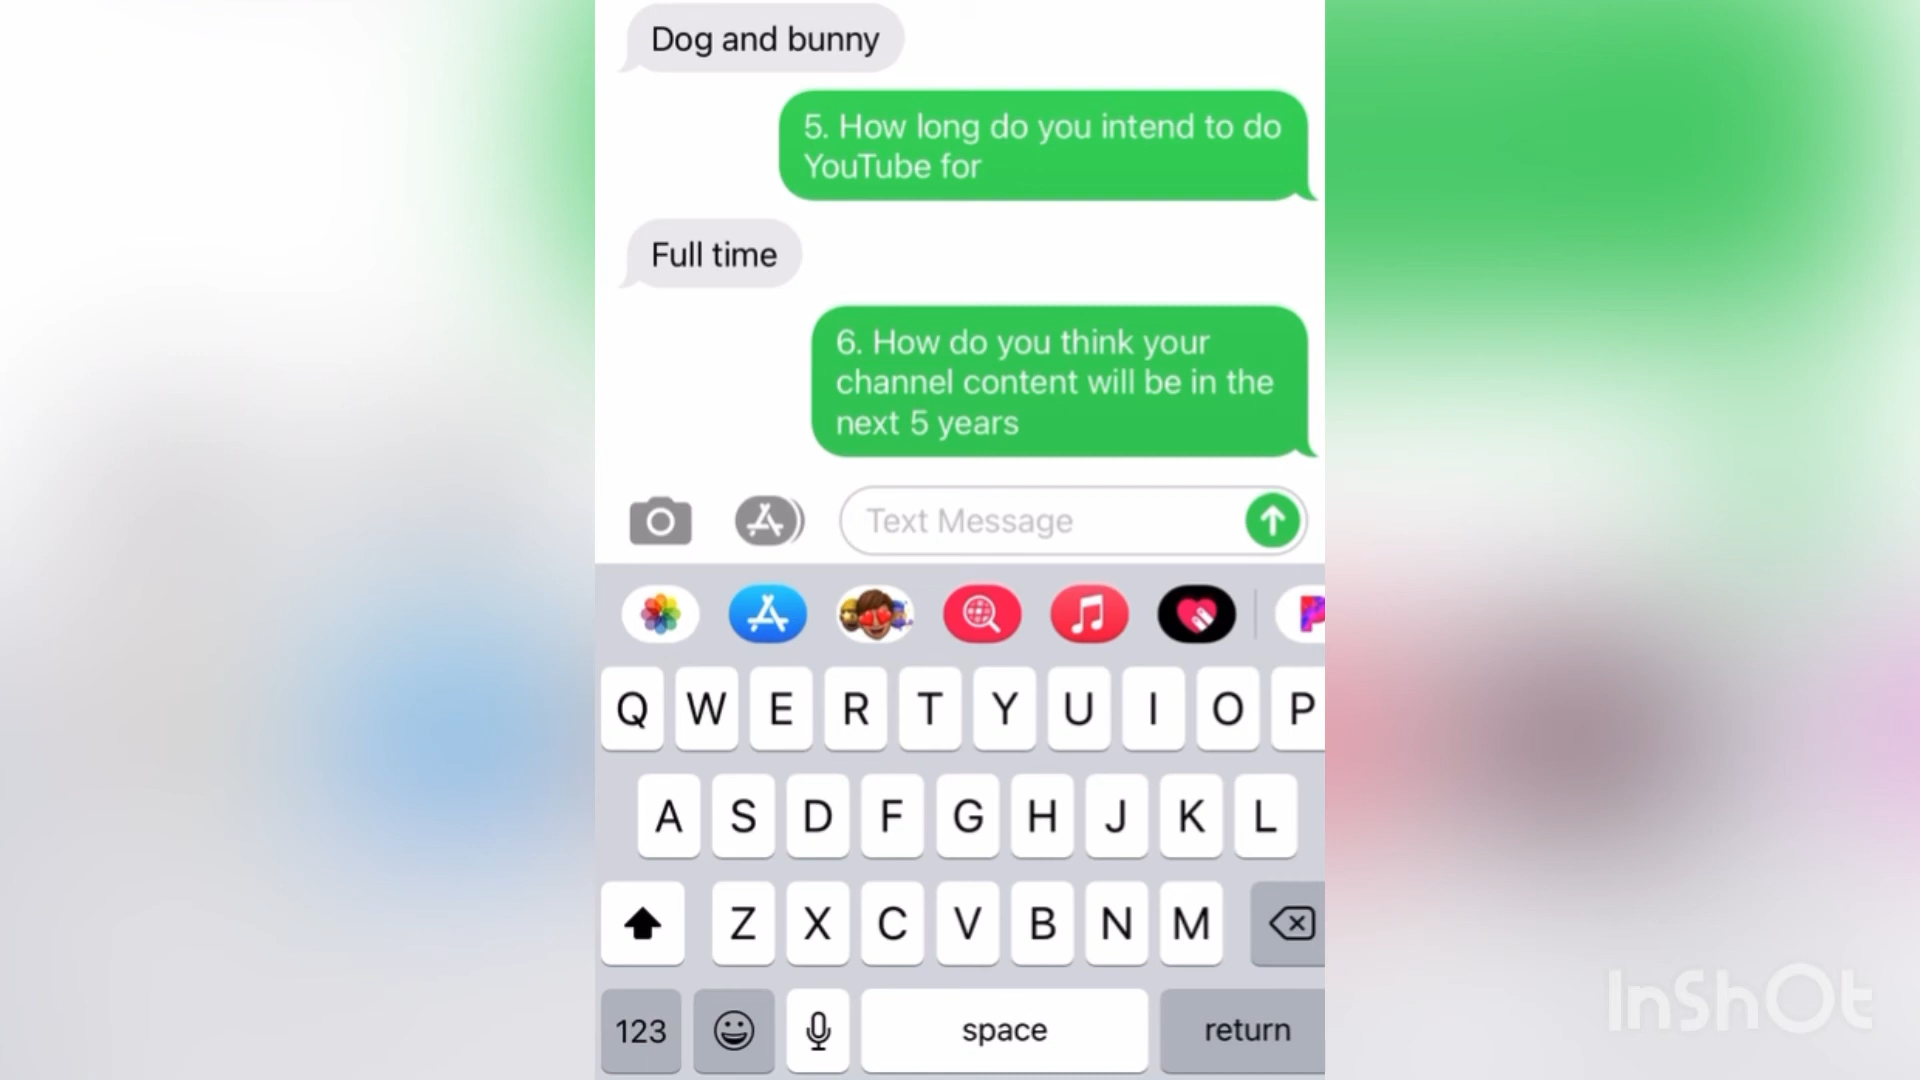 Dog and bunny
5. How long do you intend to do
YouTube for
Full time
6. How do you think your
channel content will be in the
next 5 years
Text Message
Q W E R T Y U I O P
A S D F G H J K L
Z X C V B N M
123 space return
InShOt